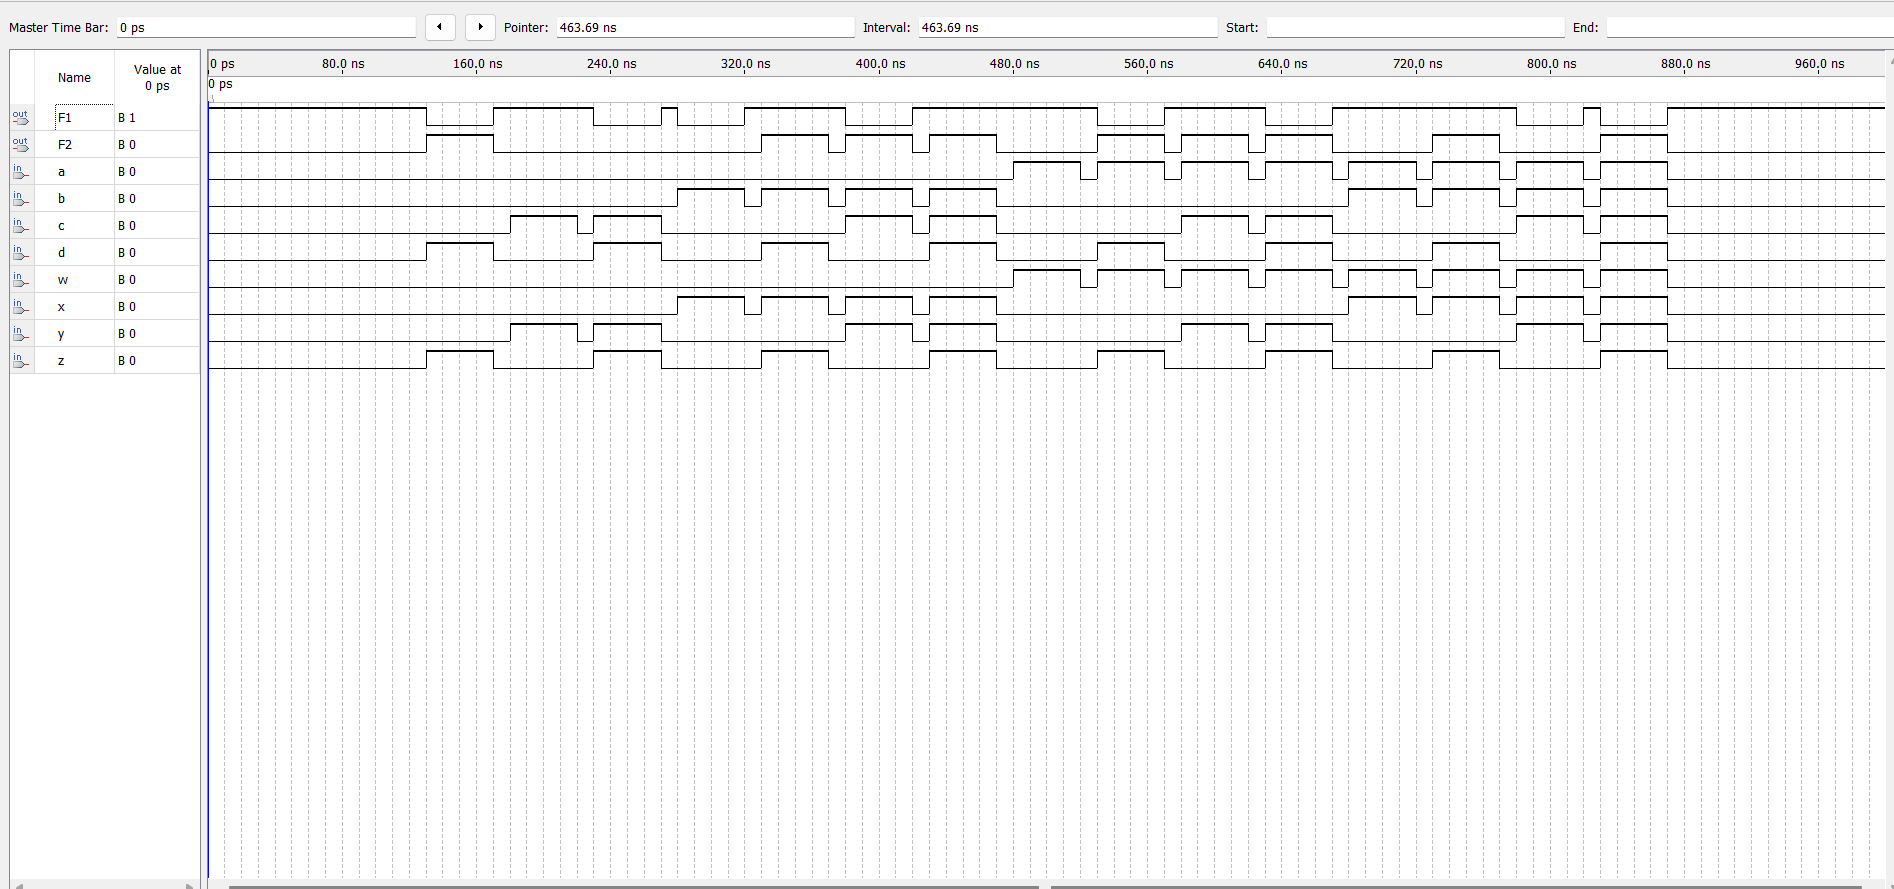 Master Time Bar: 0 ps Pointer: 463.69 ns Interval: 463.69 ns Start: End:
Name Value at 0 ps
0 ps 80.0 ns 160.0 ns 240.0 ns 320.0 ns 400.0 ns 480.0 ns 560.0 ns 640.0 ns 720.0 ns 800.0 ns 880.0 ns 960.0 ns
0 ps
out F1 B 1
out F2 B 0
in a B 0
in b B 0
in c B 0
in d B 0
in w B 0
in x B 0
in y B 0
in z B 0